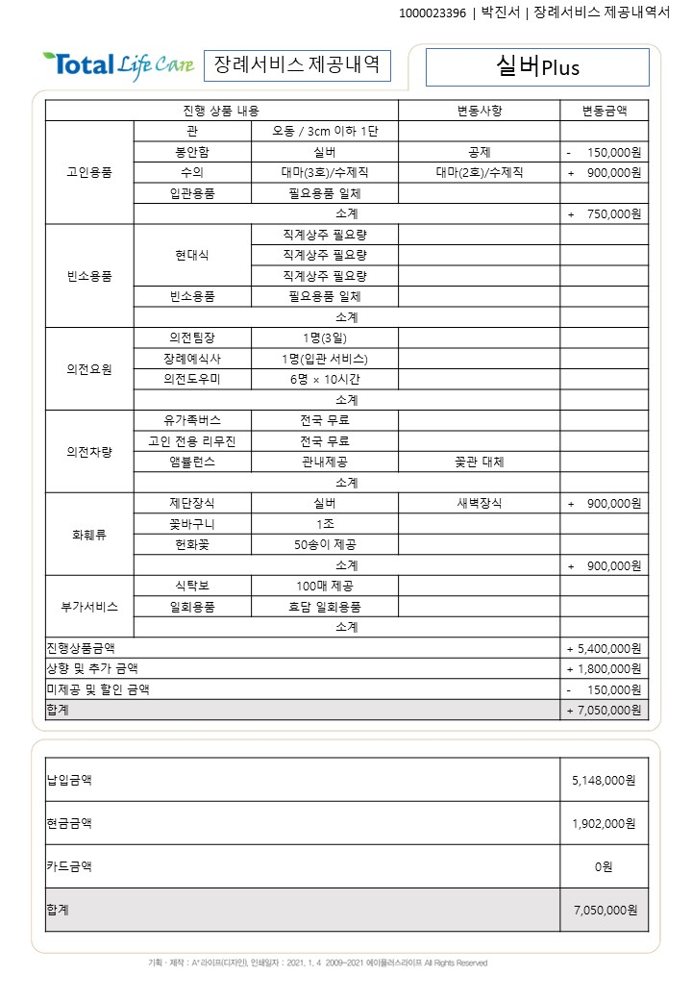 1000023396 | 박진서 | 장례서비스 제공내역서
Total Life Care 장례서비스 제공내역 실버Plus
진행 상품 내용 변동사항 변동금액
고인용품 관 오동 / 3cm 이하 1단
봉안함 실버 공제 - 150,000원
수의 대마(3호)/수제직 대마(2호)/수제직 + 900,000원
입관용품 필요용품 일체
소계 + 750,000원
빈소용품 현대식 직계상주 필요량
직계상주 필요량
직계상주 필요량
빈소용품 필요용품 일체
소계
의전요원 의전팀장 1명(3일)
장례예식사 1명(입관 서비스)
의전도우미 6명 × 10시간
소계
의전차량 유가족버스 전국 무료
고인 전용 리무진 전국 무료
앰뷸런스 관내제공 꽃관 대체
소계
화훼류 제단장식 실버 새벽장식 + 900,000원
꽃바구니 1조
헌화꽃 50송이 제공
소계 + 900,000원
부가서비스 식탁보 100매 제공
일회용품 효담 일회용품
소계
진행상품금액 + 5,400,000원
상향 및 추가 금액 + 1,800,000원
미제공 및 할인 금액 - 150,000원
합계 + 7,050,000원
납입금액 5,148,000원
현금금액 1,902,000원
카드금액 0원
합계 7,050,000원
기획 · 제작 : A+라이프(디자인), 인쇄일자 : 2021, 1, 4 2009~2021 에이플러스라이프 All Rights Reserved